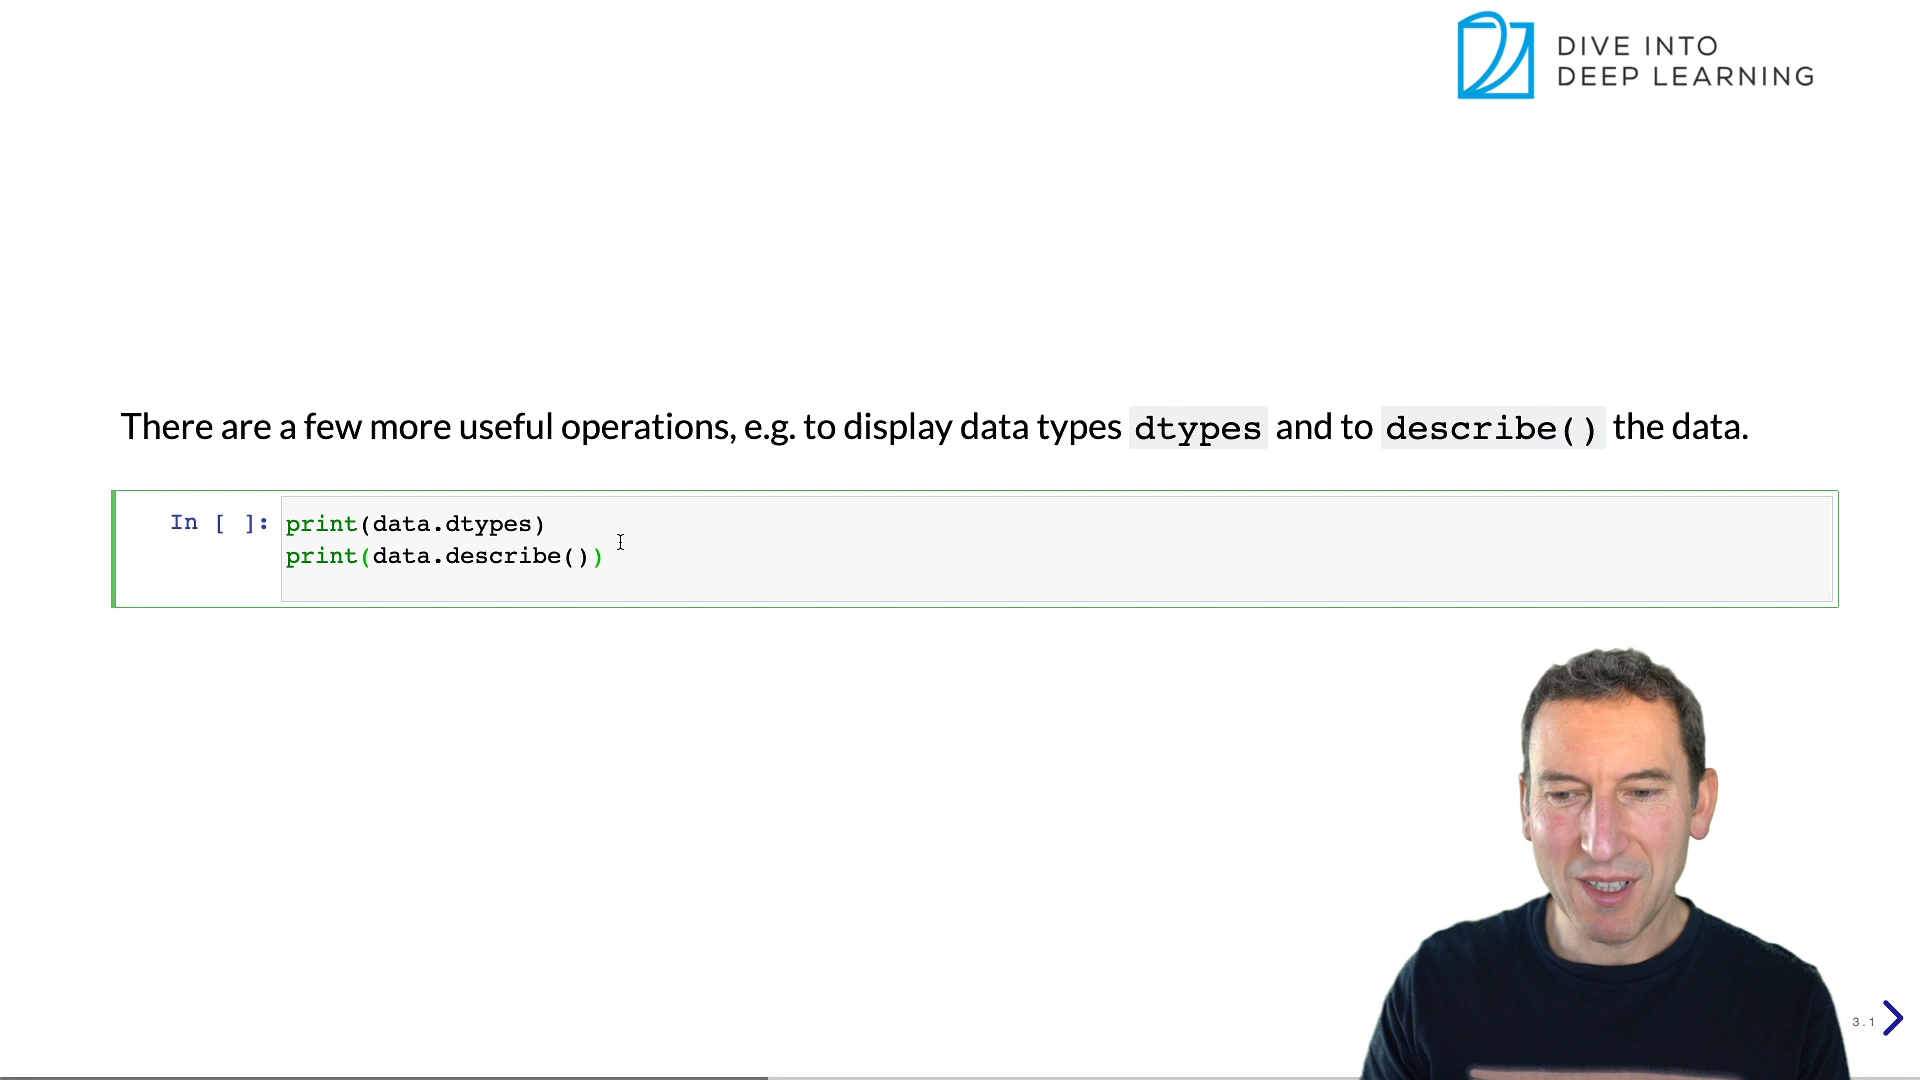 DIVE INTO
DEEP LEARNING
There are a few more useful operations, e.g. to display data types dtypes and to describe() the data.
In [ ]: print(data.dtypes)
print(data.describe())
3.1